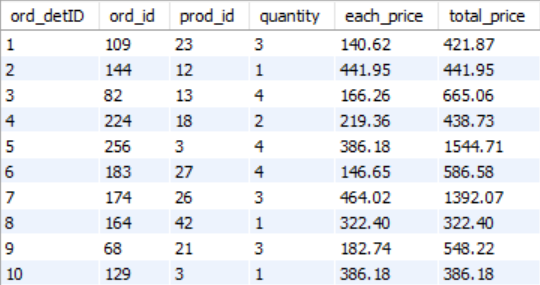 ord_detID ord_id prod_id quantity each_price total_price
1 109 23 3 140.62 421.87
2 144 12 1 441.95 441.95
3 82 13 4 166.26 665.06
4 224 18 2 219.36 438.73
5 256 3 4 386.18 1544.71
6 183 27 4 146.65 586.58
7 174 26 3 464.02 1392.07
8 164 42 1 322.40 322.40
9 68 21 3 182.74 548.22
10 129 3 1 386.18 386.18